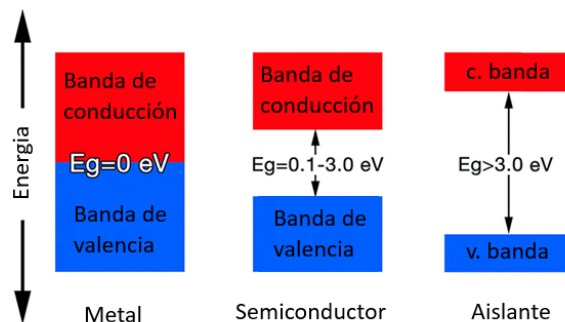 Energia
Banda de
conducción
Eg=0 eV
Banda de
valencia
Metal
Banda de
conducción
Eg=0.1-3.0 eV
Banda de
valencia
Semiconductor
c. banda
Eg>3.0 eV
v. banda
Aislante